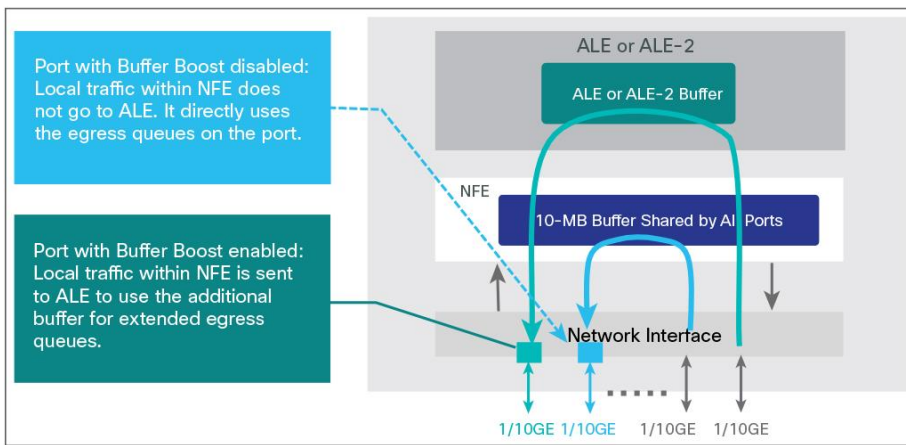 Port with Buffer Boost disabled:
Local traffic within NFE does
not go to ALE. It directly uses
the egress queues on the port.
Port with Buffer Boost enabled:
Local traffic within NFE is sent
to ALE to use the additional
buffer for extended egress
queues.
ALE or ALE-2
ALE or ALE-2 Buffer
NFE
10-MB Buffer Shared by All Ports
Network Interface
1/10GE 1/10GE 1/10GE 1/10GE